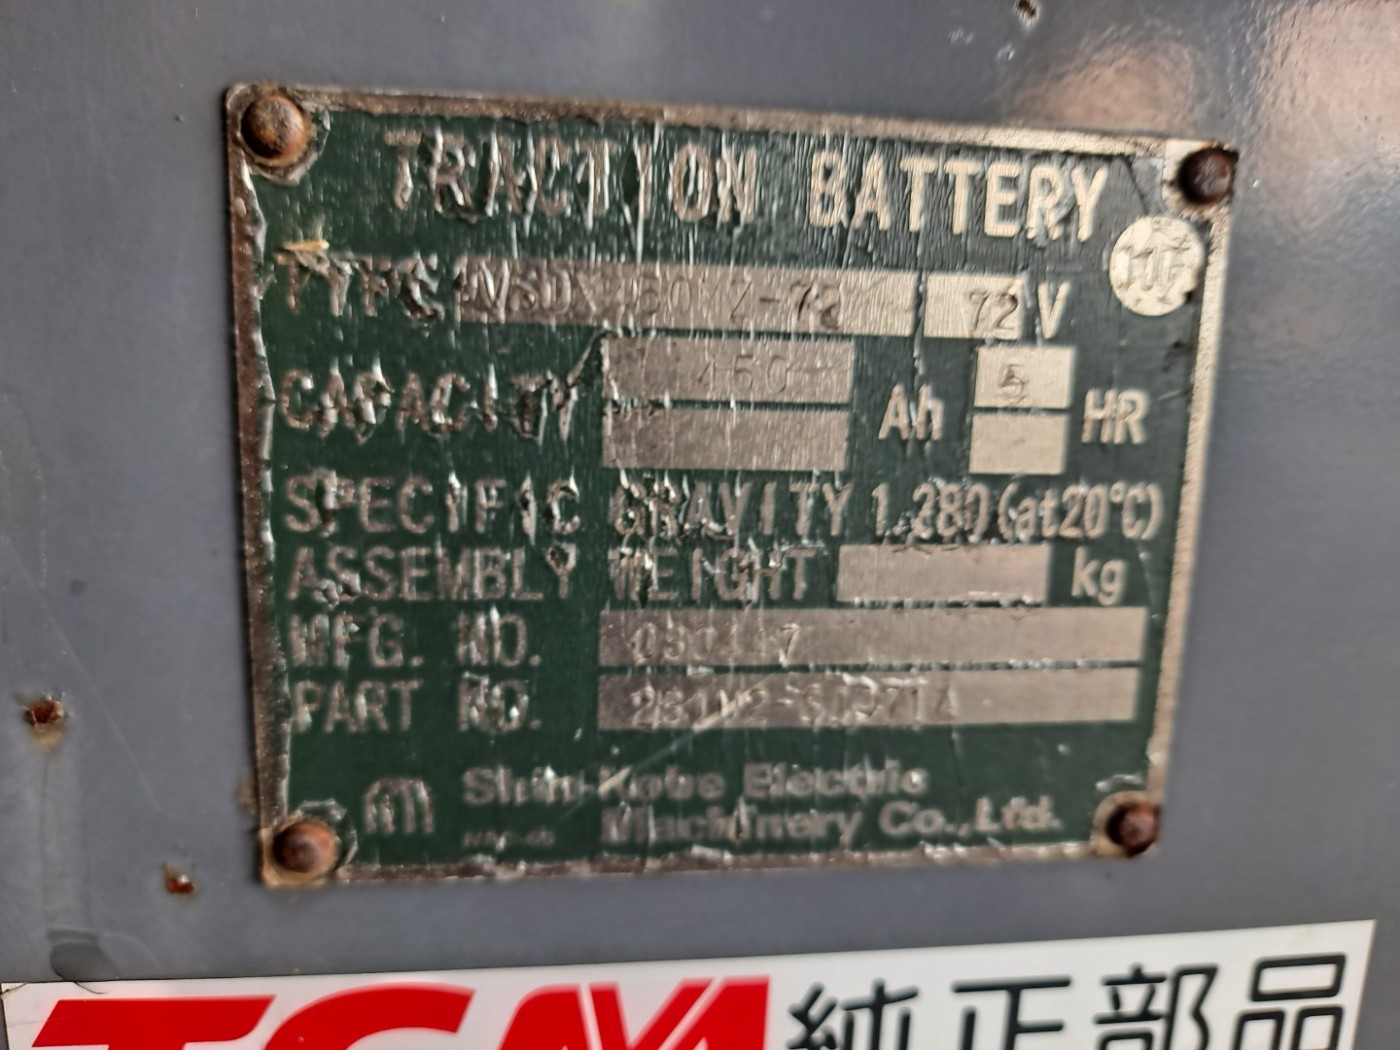 TRACTION BATTERY
TYPE 72 V
CAPACITY 450 Ah 5 HR
SPECIFIC GRAVITY 1.280 (at 20°C)
ASSEMBLY WEIGHT kg
MFG. NO.
PART NO.
Shin-Kobe Electric
Machinery Co., Ltd.
TCM 純正部品